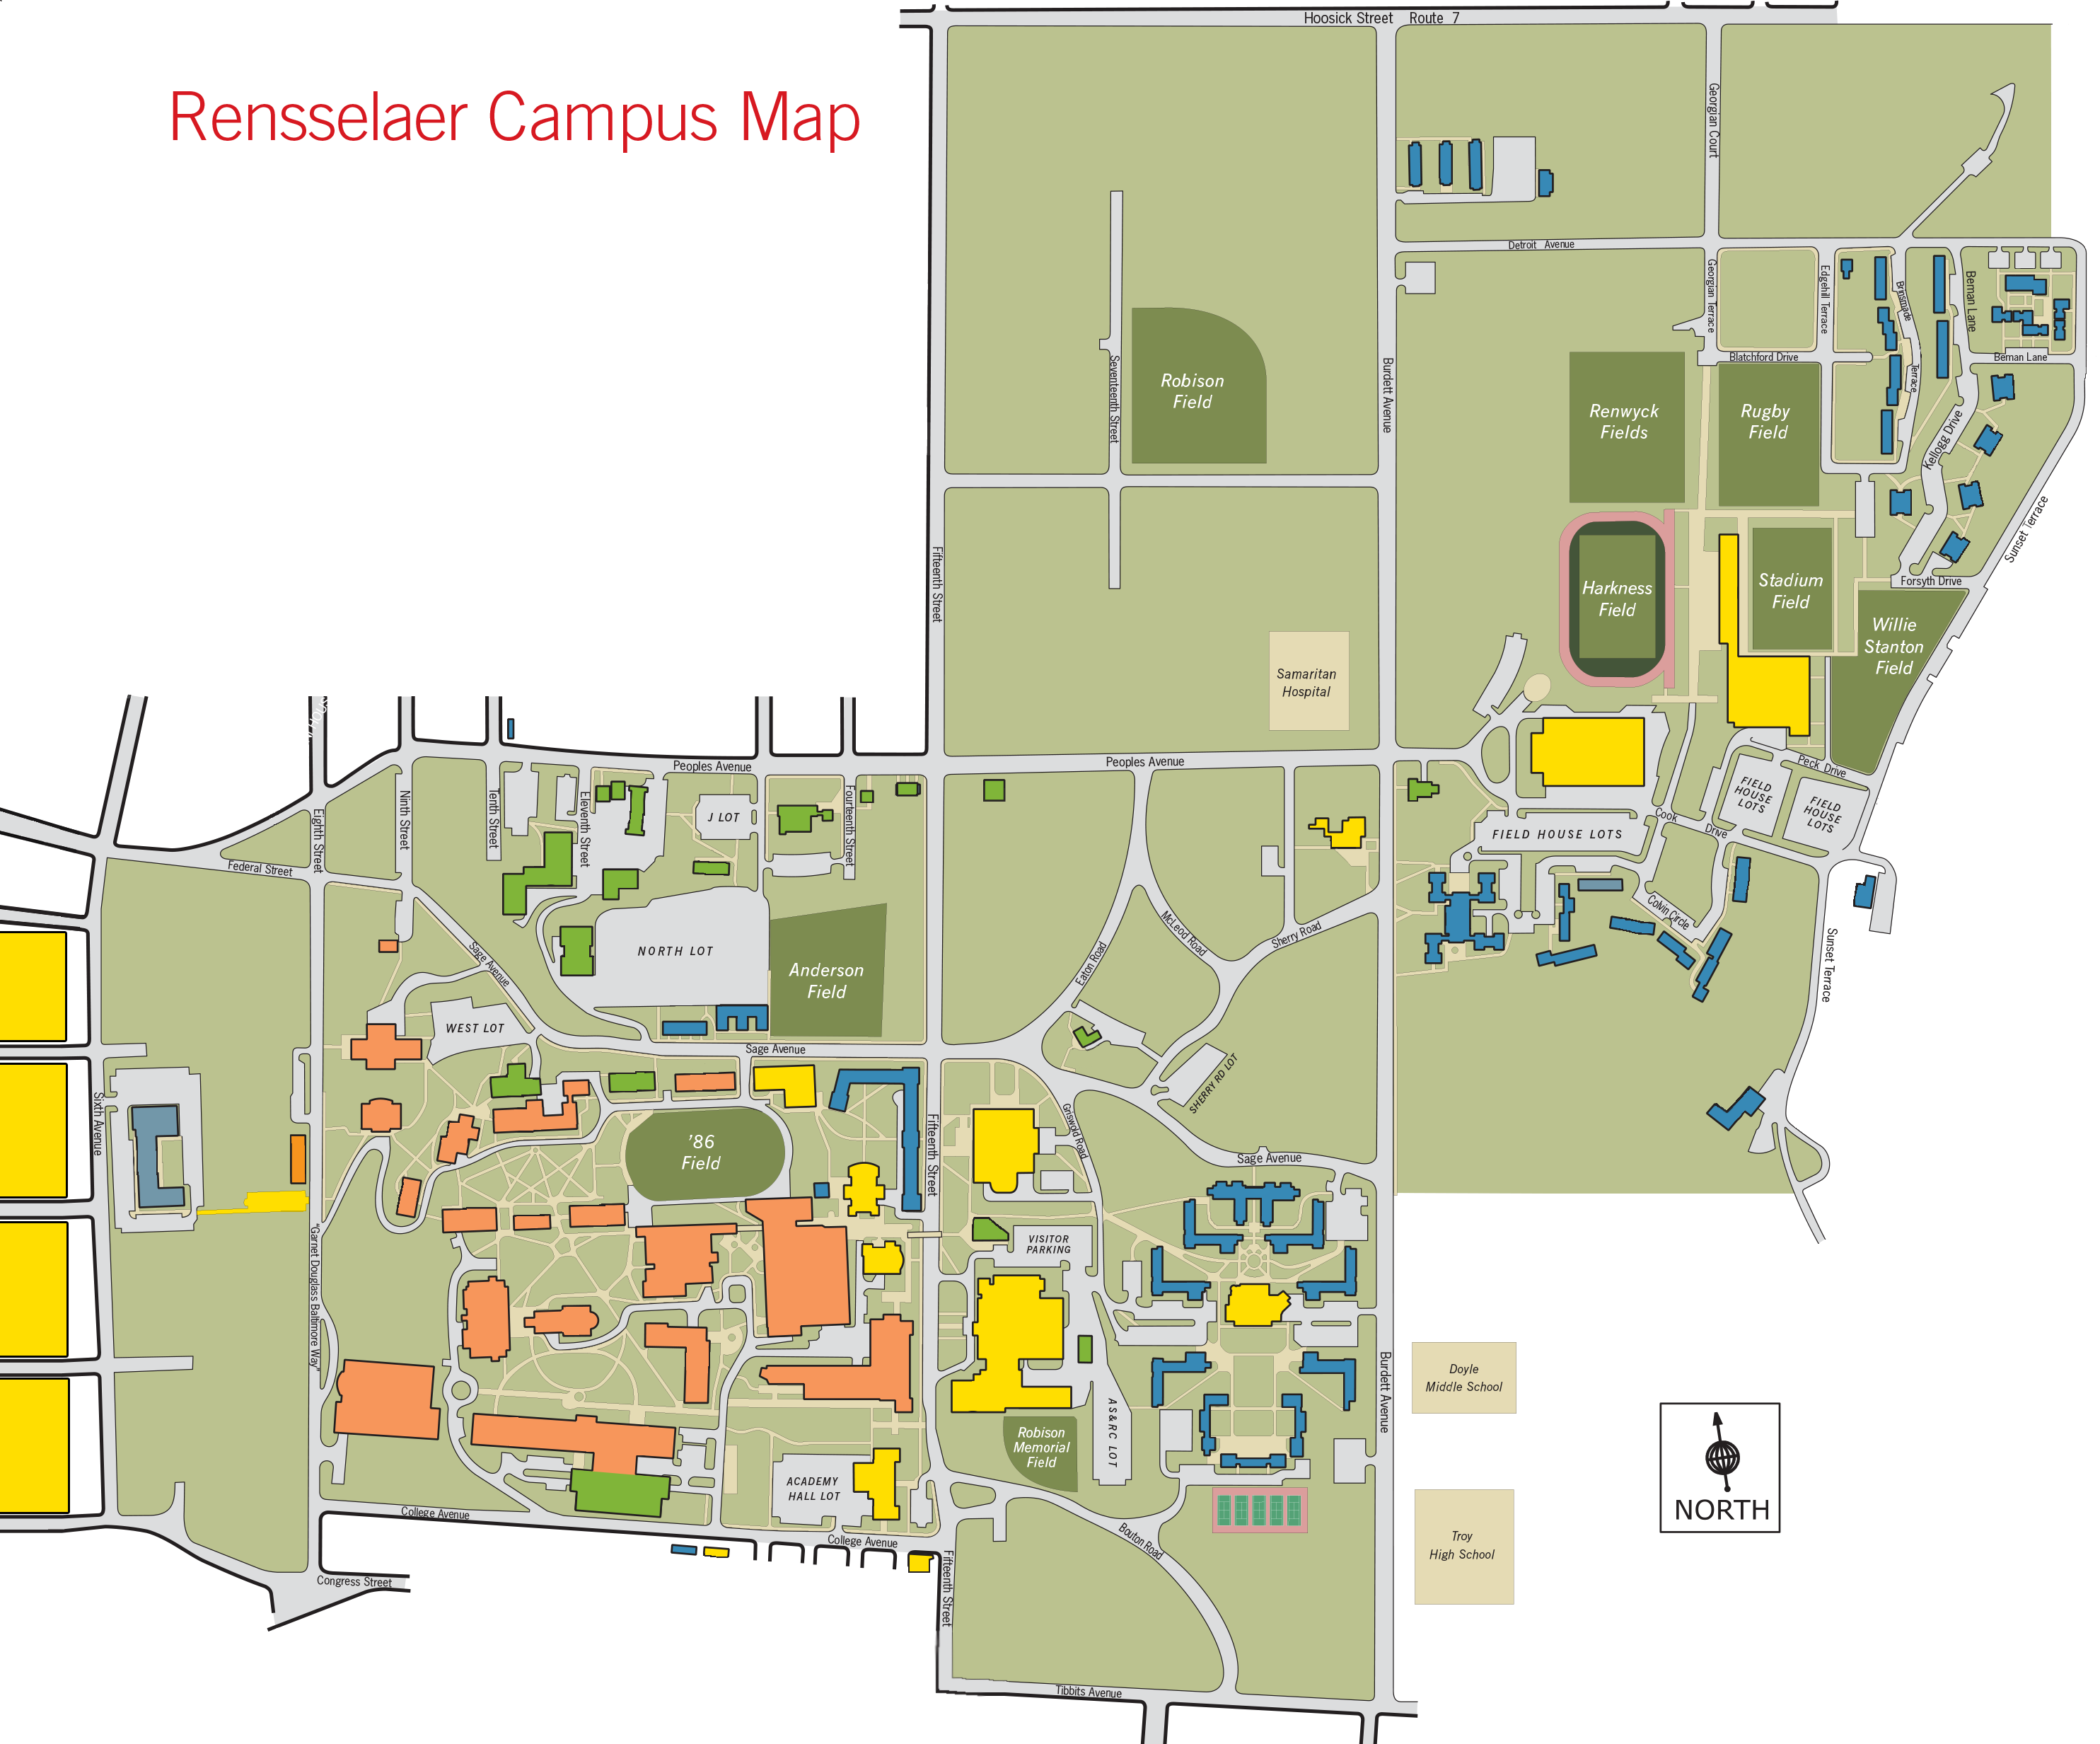 Hoosick Street Route 7
Rensselaer Campus Map
Georgian Court
Detroit Avenue
Georgian Terrace
Edgehill Terrace
Brinsmade
Terrace
Beman Lane
Beman Lane
Blatchford Drive
Seventeenth Street
Robison
Field
Burdett Avenue
Renwyck
Fields
Rugby
Field
Kellogg Drive
Sunset Terrace
Fifteenth Street
Harkness
Field
Stadium
Field
Forsyth Drive
Willie
Stanton
Field
Samaritan
Hospital
Peoples Avenue
Peoples Avenue
Peck Drive
FIELD
HOUSE
LOTS
FIELD
HOUSE
LOTS
Eighth Street
Ninth Street
Tenth Street
Eleventh Street
J LOT
Fourteenth Street
FIELD HOUSE LOTS
Cook
Drive
Federal Street
Colvin Circle
McLeod Road
Sherry Road
Eaton Road
Sage Avenue
NORTH LOT
Anderson
Field
Sunset Terrace
WEST LOT
Sage Avenue
SHERRY RD LOT
Sixth Avenue
'86
Field
Fifteenth Street
Griswold Road
Sage Avenue
VISITOR
PARKING
"Garnet Douglass Baltimore Way"
Burdett Avenue
Doyle
Middle School
AS&RC LOT
Robison
Memorial
Field
ACADEMY
HALL LOT
NORTH
College Avenue
College Avenue
Bouton Road
Troy
High School
Congress Street
Fifteenth Street
Tibbits Avenue